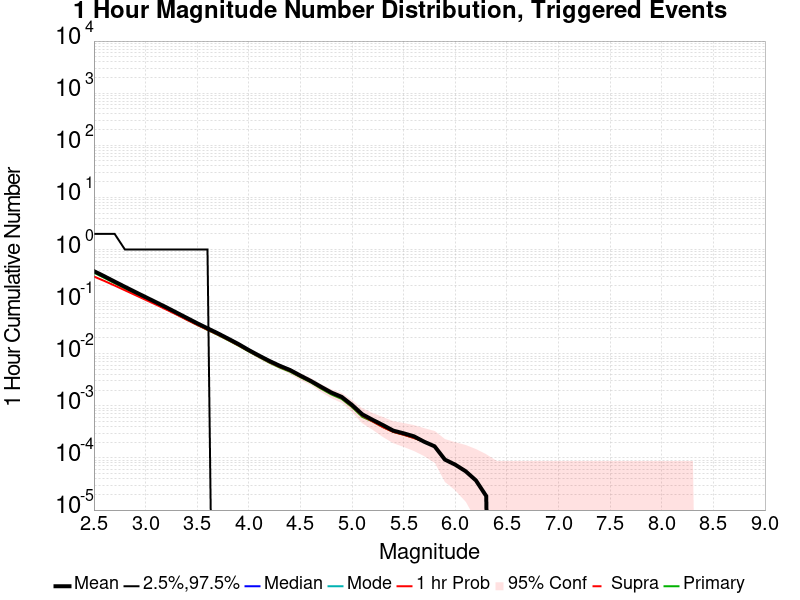 1 Hour Magnitude Number Distribution, Triggered Events
10 4
10 3
10 2
10 1
10 0
10 -1
10 -2
10 -3
10 -4
10 -5
1 Hour Cumulative Number
2.5 3.0 3.5 4.0 4.5 5.0 5.5 6.0 6.5 7.0 7.5 8.0 8.5 9.0
Magnitude
Mean 2.5%,97.5% Median Mode 1 hr Prob 95% Conf Supra Primary